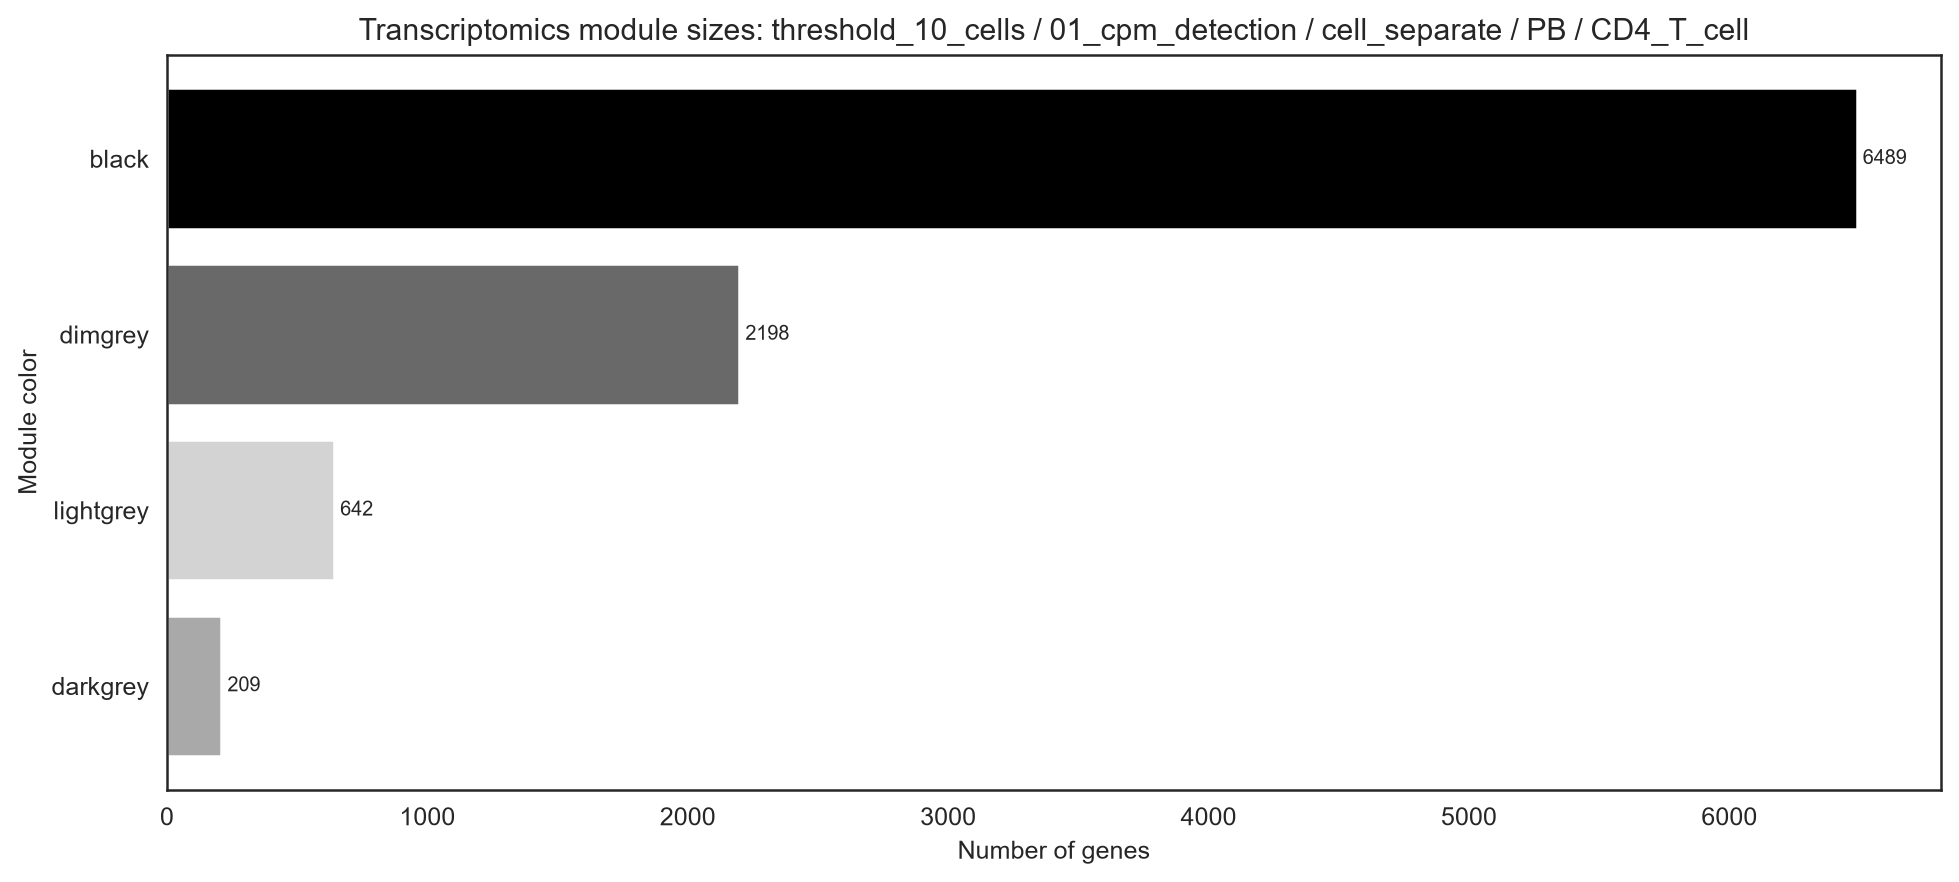 Transcriptomics module sizes: threshold_10_cells / 01_cpm_detection / cell_separate / PB / CD4_T_cell
Module color
black
6489
dimgrey
2198
lightgrey
642
darkgrey
209
0 1000 2000 3000 4000 5000 6000
Number of genes